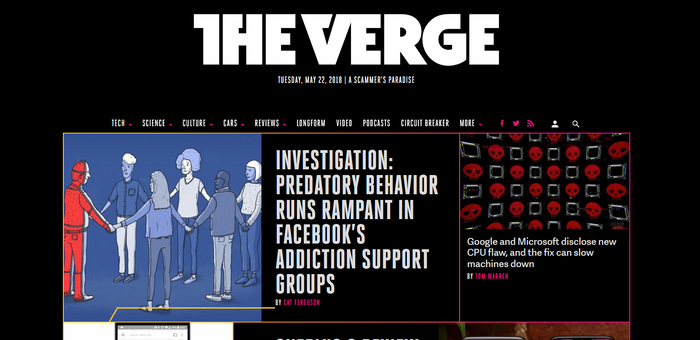 THE VERGE
TUESDAY, MAY 22, 2018 | A SCAMMER'S PARADISE
TECH SCIENCE CULTURE CARS REVIEWS LONGFORM VIDEO PODCASTS CIRCUIT BREAKER MORE
INVESTIGATION:
PREDATORY BEHAVIOR
RUNS RAMPANT IN
FACEBOOK'S
ADDICTION SUPPORT
GROUPS
BY CAT FERGUSON
Google and Microsoft disclose new
CPU flaw, and the fix can slow
machines down
BY TOM WARREN